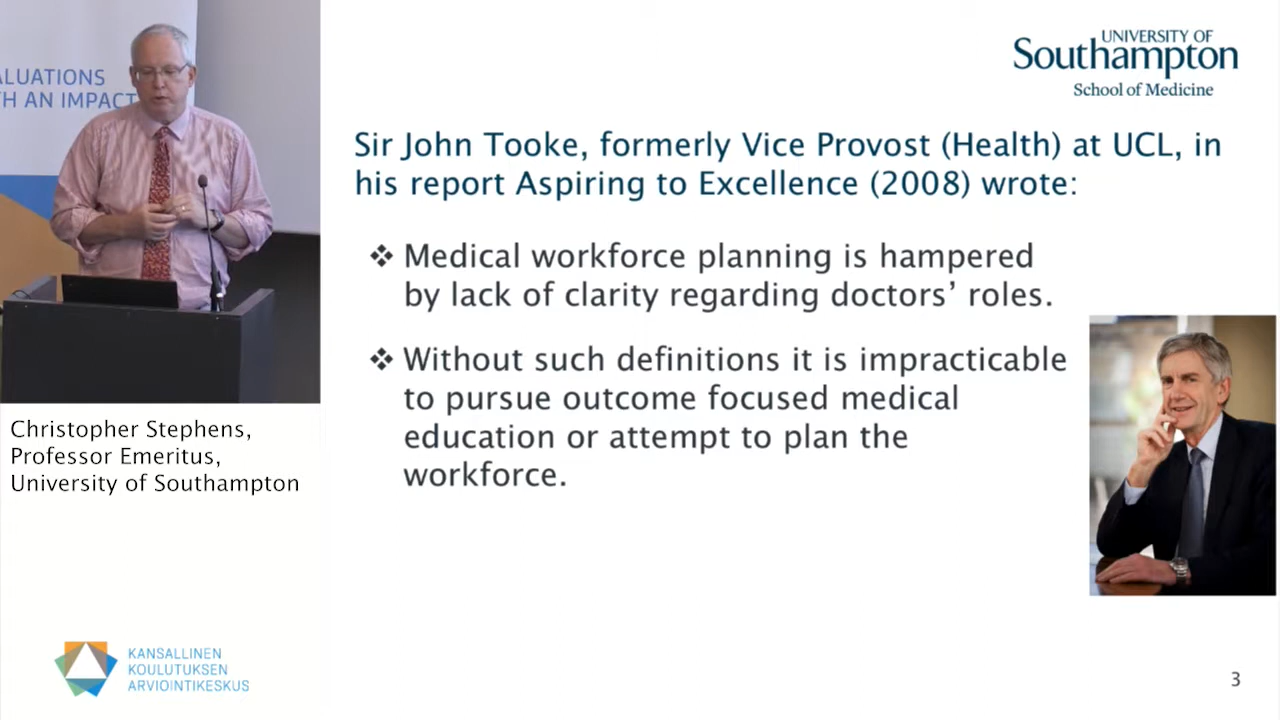 ALUATIONS
H AN IMPACT
UNIVERSITY OF
Southampton
School of Medicine
Sir John Tooke, formerly Vice Provost (Health) at UCL, in
his report Aspiring to Excellence (2008) wrote:
❖ Medical workforce planning is hampered
by lack of clarity regarding doctors’ roles.
❖ Without such definitions it is impracticable
to pursue outcome focused medical
education or attempt to plan the
workforce.
Christopher Stephens,
Professor Emeritus,
University of Southampton
KANSALLINEN
KOULUTUKSEN
ARVIOINTIKESKUS
3